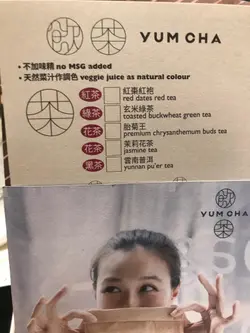 飲茶
YUM CHA
• 不加味精 no MSG added
• 天然菜汁作調色 veggie juice as natural colour
紅茶 紅棗紅袍
red dates red tea
綠茶 玄米綠茶
toasted buckwheat green tea
花茶 胎菊王
premium chrysanthemum buds tea
花茶 茉莉花茶
jasmine tea
黑茶 雲南普洱
yunnan pu'er tea
飲
YUM CHA
茶